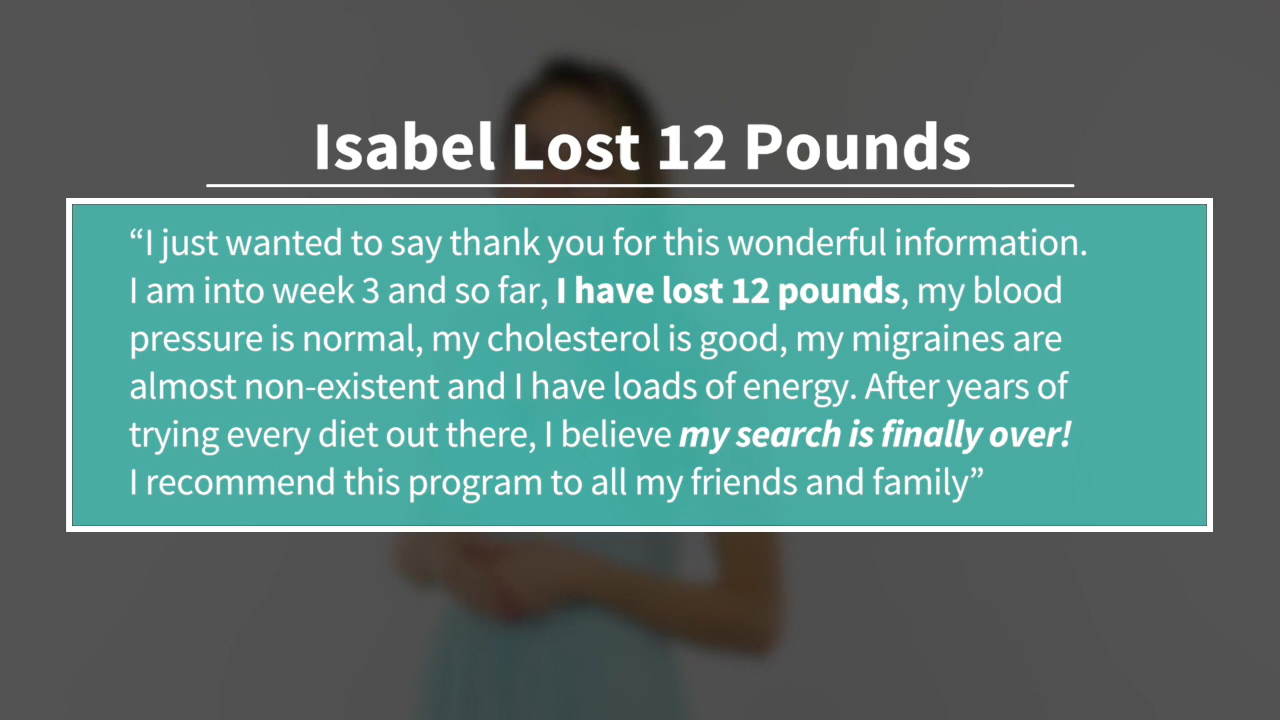 Isabel Lost 12 Pounds
“I just wanted to say thank you for this wonderful information.
I am into week 3 and so far, I have lost 12 pounds, my blood
pressure is normal, my cholesterol is good, my migraines are
almost non-existent and I have loads of energy. After years of
trying every diet out there, I believe my search is finally over!
I recommend this program to all my friends and family”